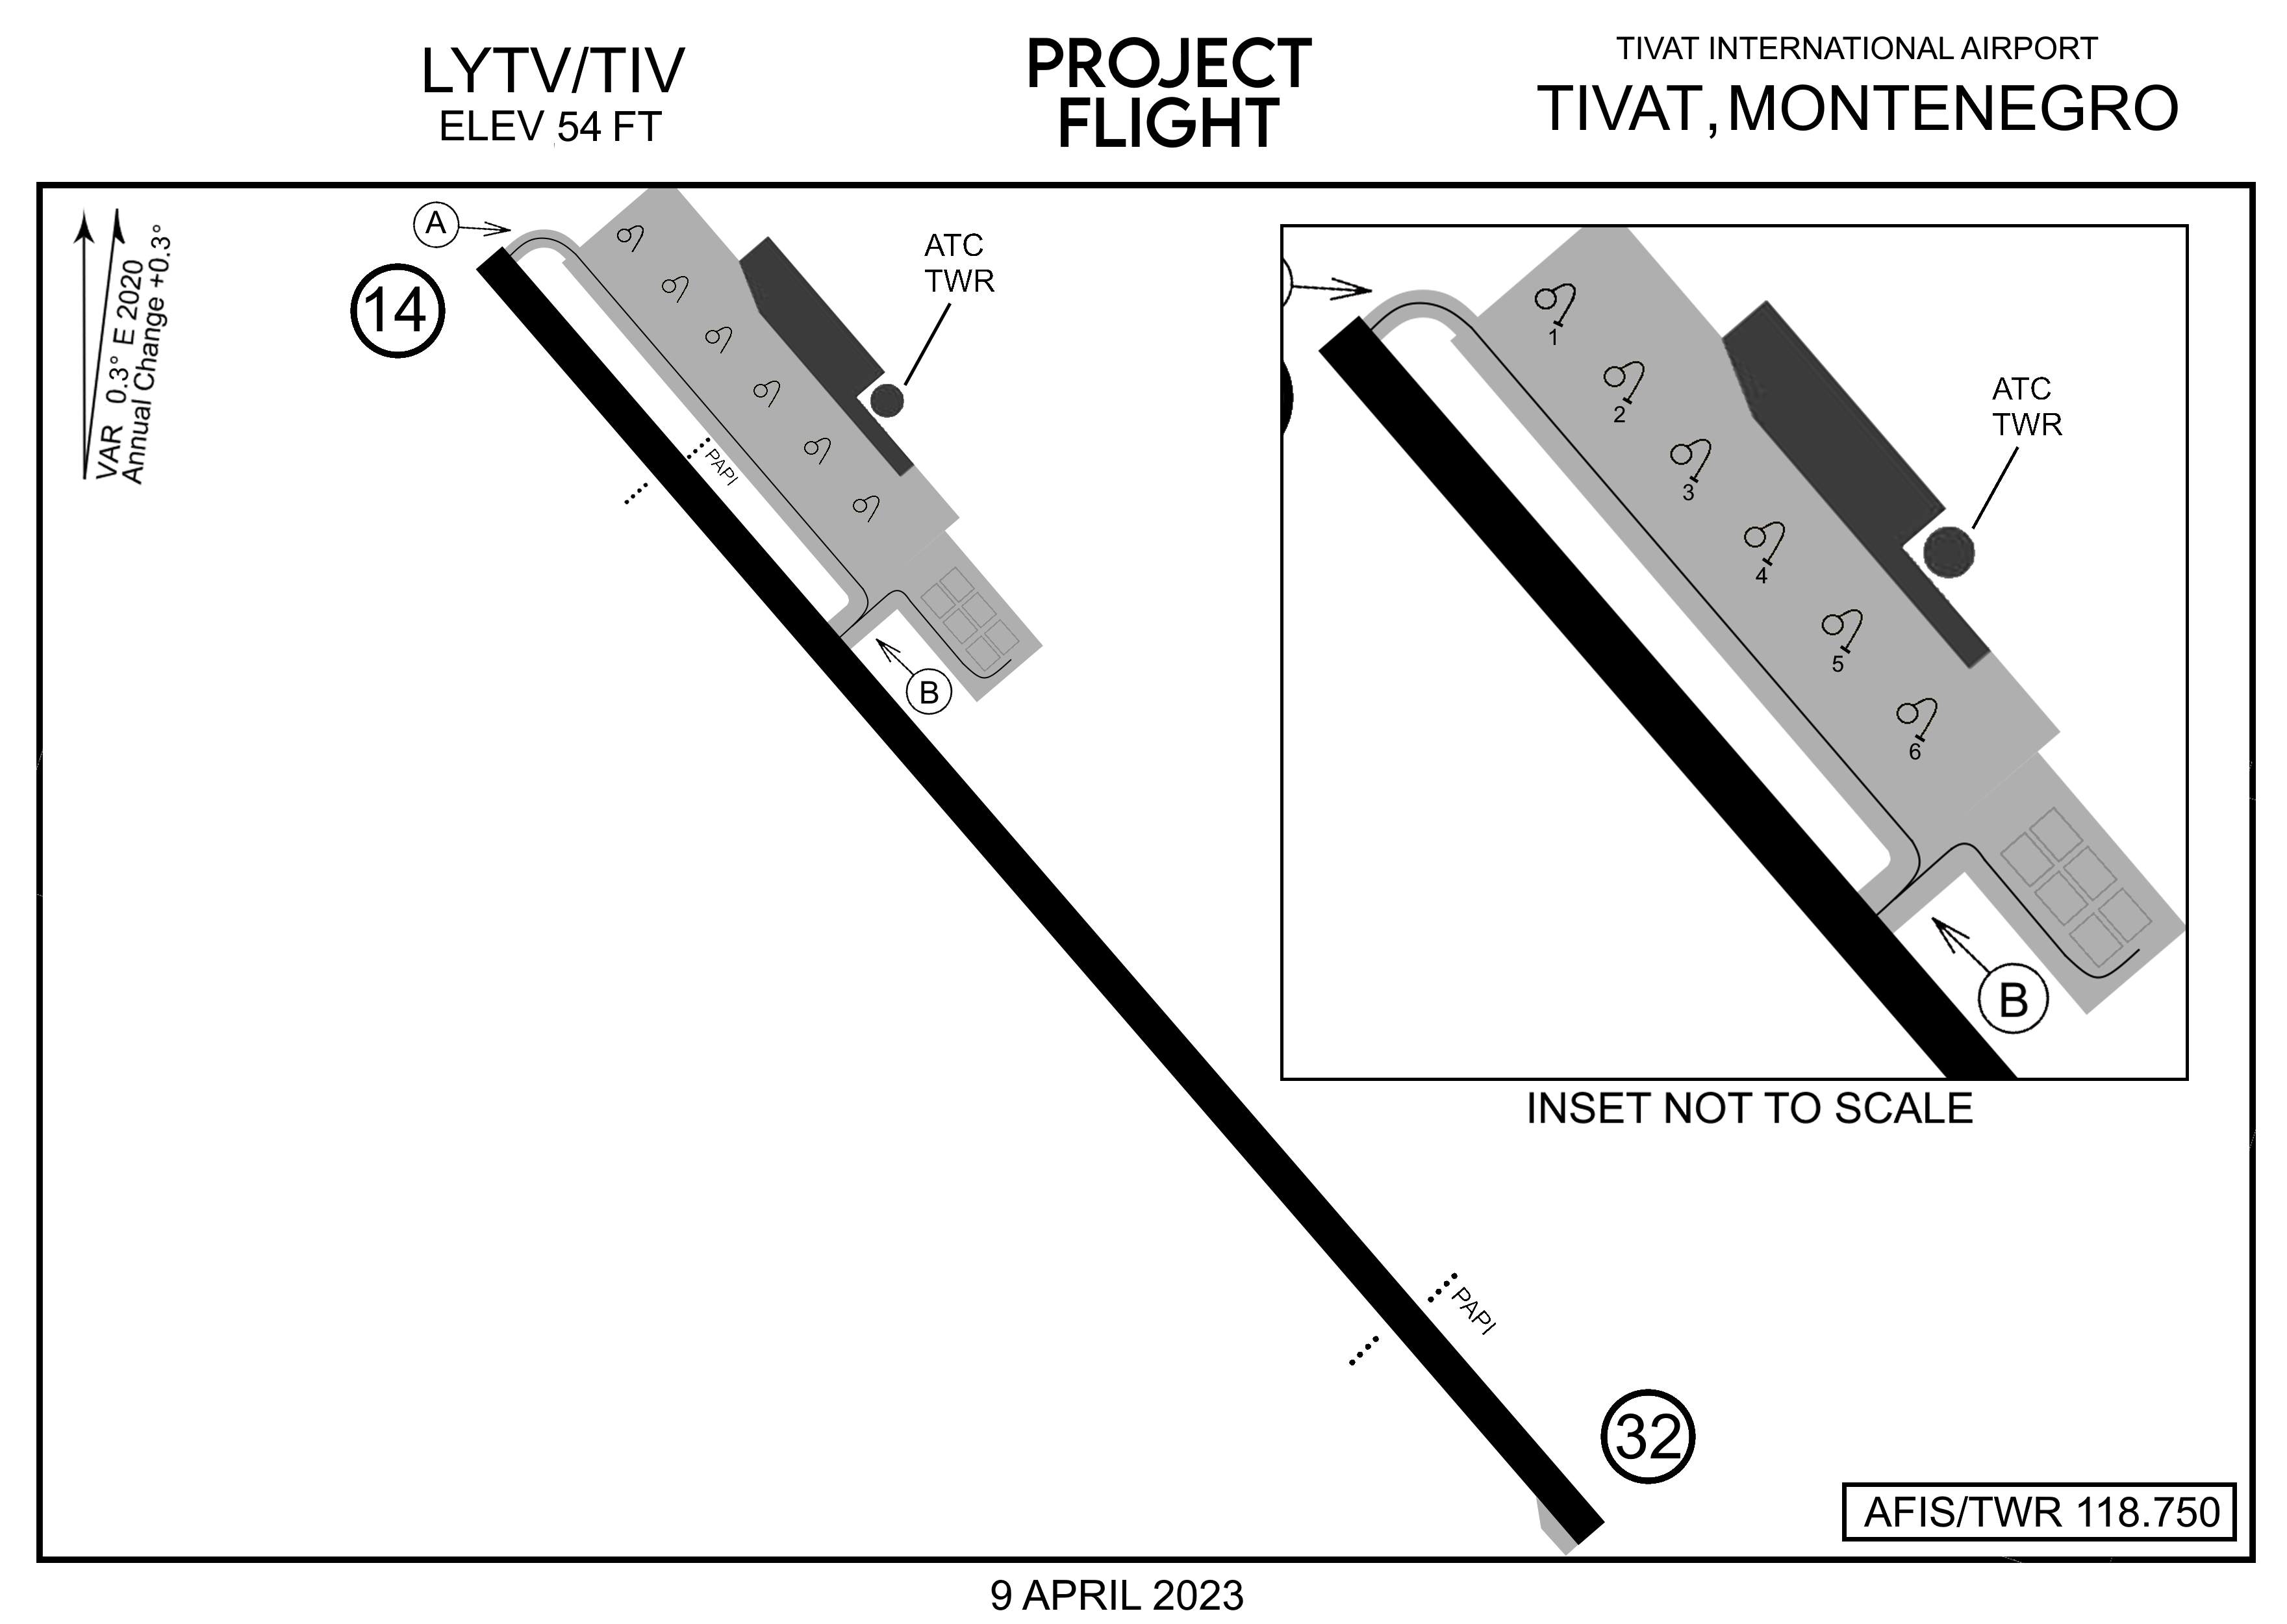 LYTV/TIV
ELEV 54 FT
PROJECT
FLIGHT
TIVAT INTERNATIONAL AIRPORT
TIVAT, MONTENEGRO
VAR 0.3° E 2020
Annual Change +0.3°
A
14
ATC
TWR
PAPI
B
1
2
3
4
5
6
ATC
TWR
B
INSET NOT TO SCALE
PAPI
32
AFIS/TWR 118.750
9 APRIL 2023